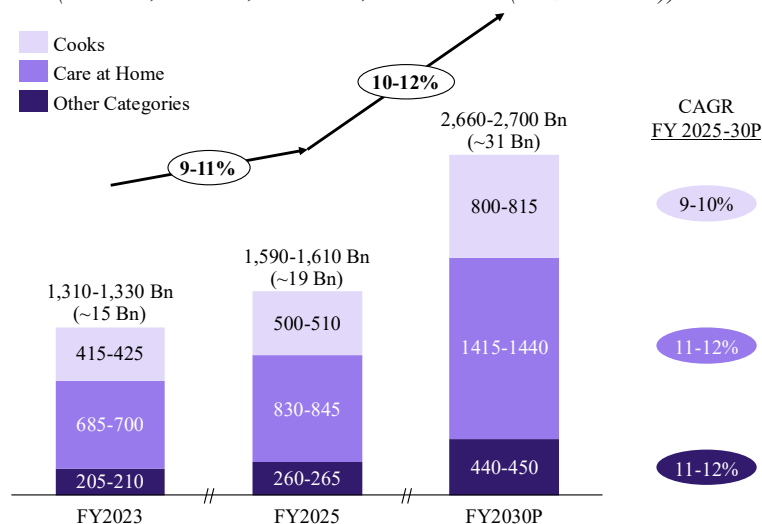 Cooks
Care at Home
Other Categories
9-11%
10-12%
CAGR
FY 2025-30P
1,310-1,330 Bn
(~15 Bn)
1,590-1,610 Bn
(~19 Bn)
2,660-2,700 Bn
(~31 Bn)
415-425
500-510
800-815
9-10%
685-700
830-845
1415-1440
11-12%
205-210
260-265
440-450
11-12%
FY2023
FY2025
FY2030P